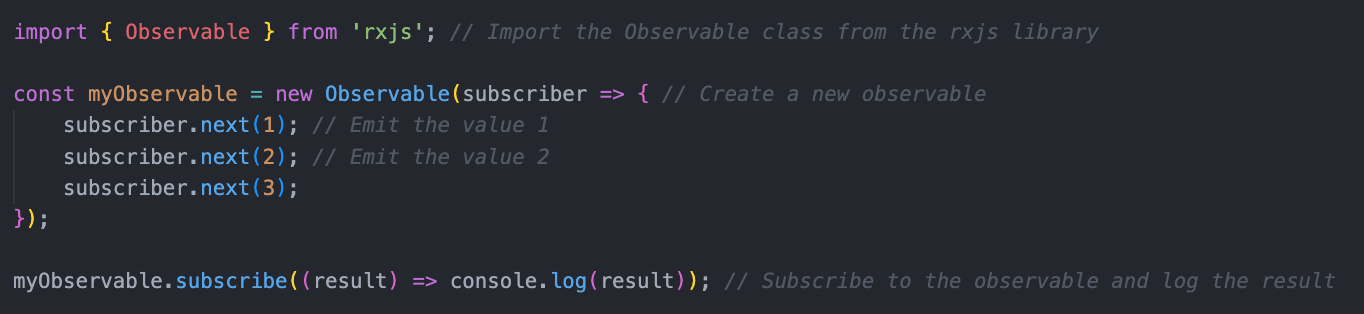 import { Observable } from 'rxjs'; // Import the Observable class from the rxjs library
const myObservable = new Observable(subscriber => { // Create a new observable
    subscriber.next(1); // Emit the value 1
    subscriber.next(2); // Emit the value 2
    subscriber.next(3);
});
myObservable.subscribe((result) => console.log(result)); // Subscribe to the observable and log the result